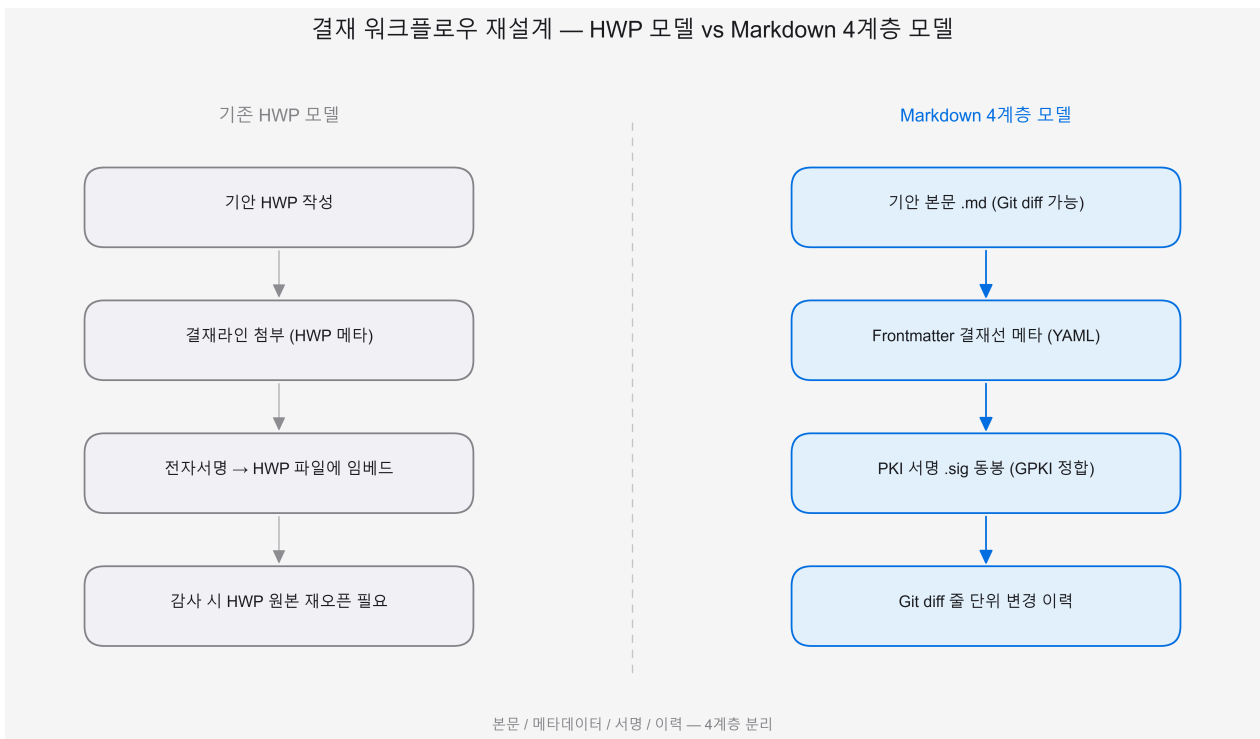 결재 워크플로우 재설계 — HWP 모델 vs Markdown 4계층 모델
기존 HWP 모델
기안 HWP 작성
결재라인 첨부 (HWP 메타)
전자서명 → HWP 파일에 임베드
감사 시 HWP 원본 재오픈 필요
Markdown 4계층 모델
기안 본문 .md (Git diff 가능)
Frontmatter 결재선 메타 (YAML)
PKI 서명 .sig 동봉 (GPKI 정합)
Git diff 줄 단위 변경 이력
본문 / 메타데이터 / 서명 / 이력 — 4계층 분리